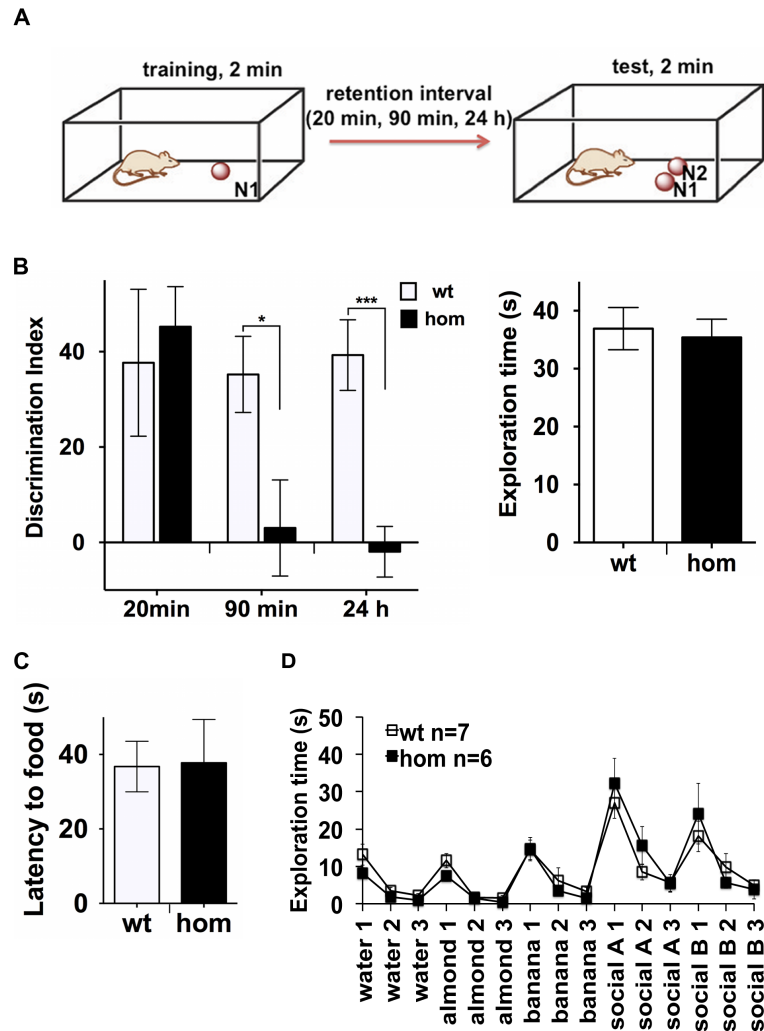 A
training, 2 min
retention interval
(20 min, 90 min, 24 h)
test, 2 min
N1
N2
N1
B
Discrimination Index
40
20
0
20min
90 min
24 h
*
***
wt
hom
Exploration time (s)
40
30
20
10
0
wt
hom
C
Latency to food (s)
40
20
0
wt
hom
D
Exploration time (s)
50
40
30
20
10
0
wt n=7
hom n=6
water 1
water 2
water 3
almond 1
almond 2
almond 3
banana 1
banana 2
banana 3
social A 1
social A 2
social A 3
social B 1
social B 2
social B 3